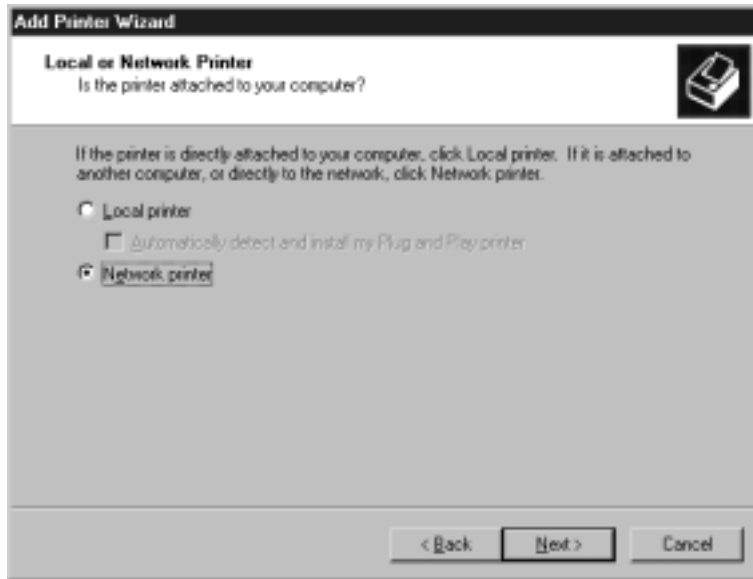 Add Printer Wizard
Local or Network Printer
Is the printer attached to your computer?
If the printer is directly attached to your computer, click Local printer. If it is attached to
another computer, or directly to the network, click Network printer.
Local printer
Automatically detect and install my Plug and Play printer
Network printer
< Back Next > Cancel